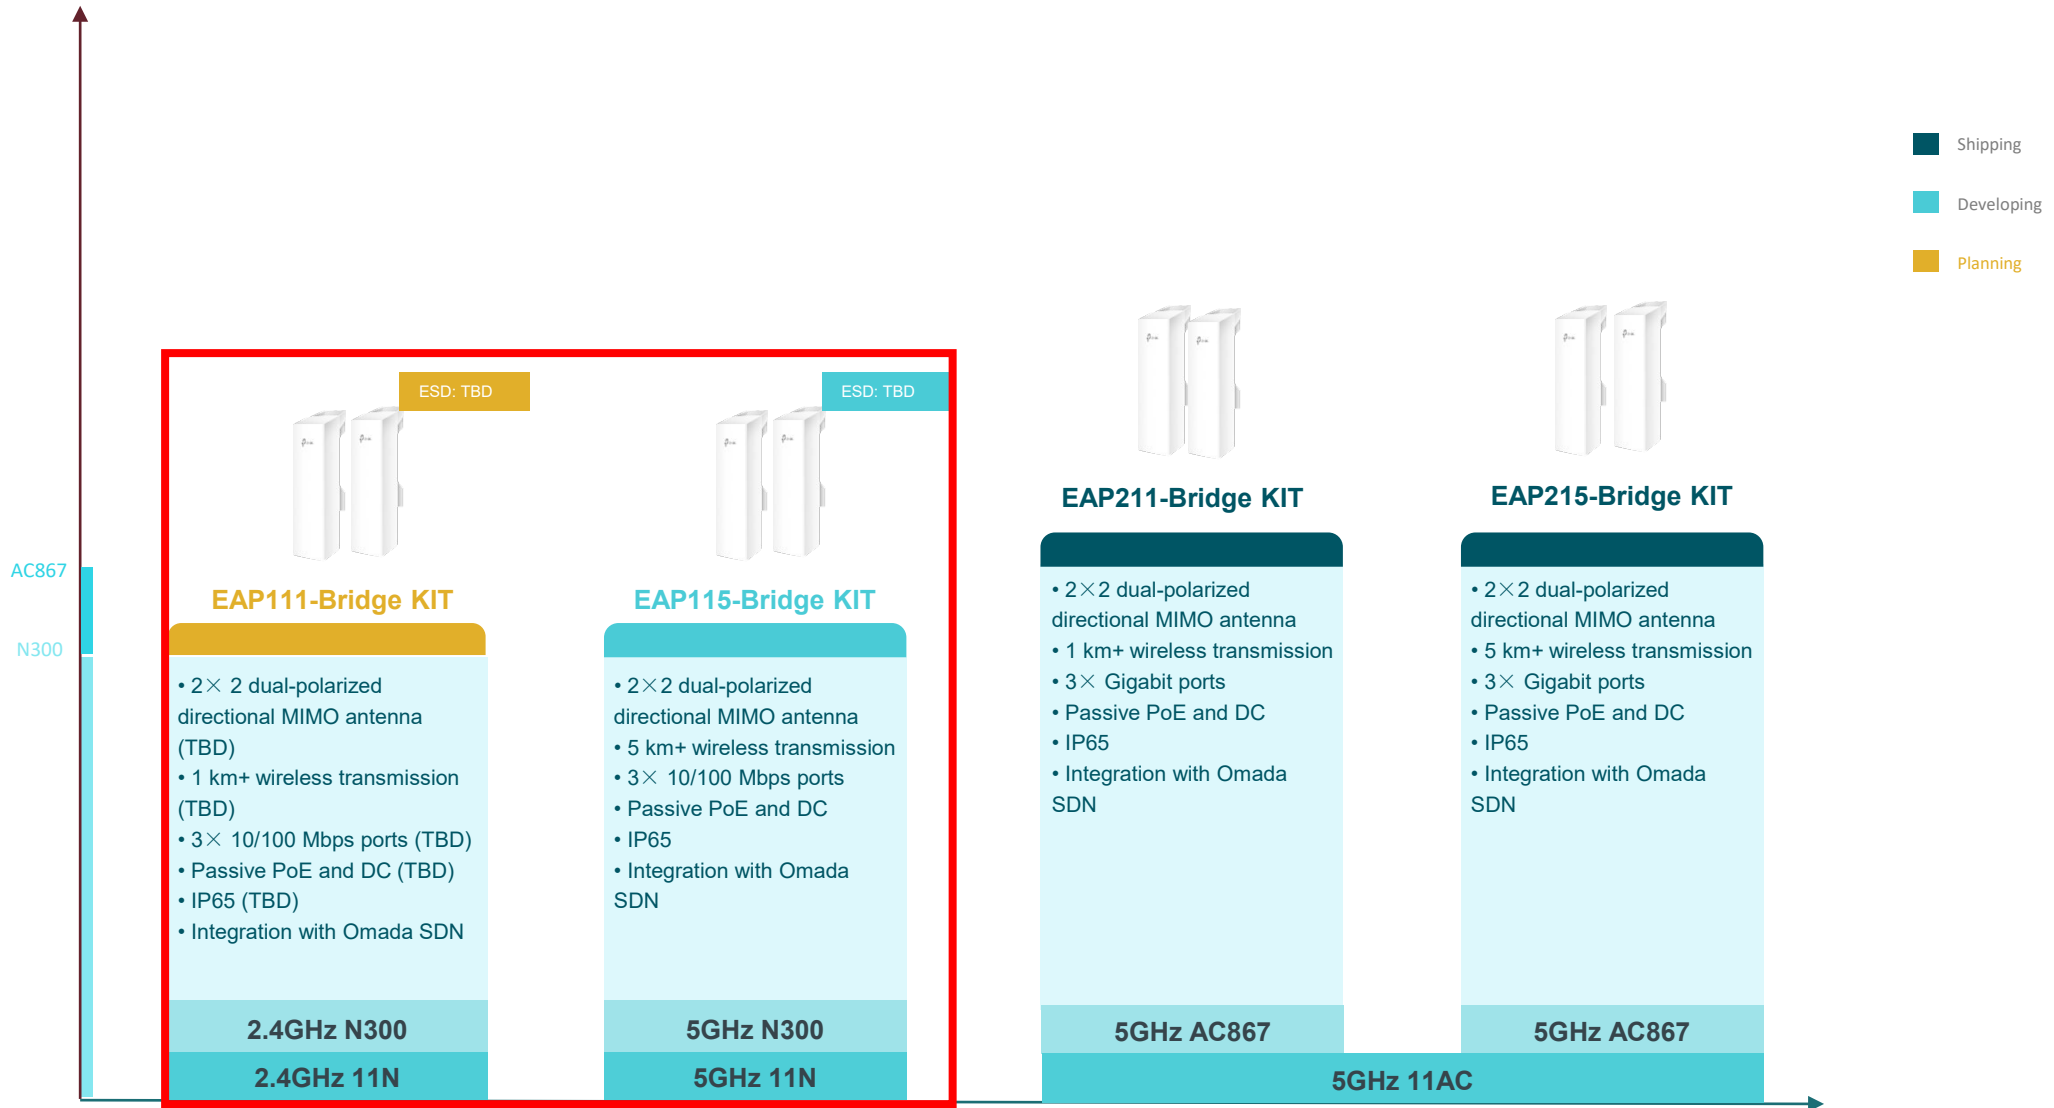 Shipping
Developing
Planning
AC867
N300
ESD: TBD
EAP111-Bridge KIT
• 2× 2 dual-polarized
directional MIMO antenna
(TBD)
• 1 km+ wireless transmission
(TBD)
• 3× 10/100 Mbps ports (TBD)
• Passive PoE and DC (TBD)
• IP65 (TBD)
• Integration with Omada SDN
2.4GHz N300
2.4GHz 11N
ESD: TBD
EAP115-Bridge KIT
• 2×2 dual-polarized
directional MIMO antenna
• 5 km+ wireless transmission
• 3× 10/100 Mbps ports
• Passive PoE and DC
• IP65
• Integration with Omada
SDN
5GHz N300
5GHz 11N
EAP211-Bridge KIT
• 2×2 dual-polarized
directional MIMO antenna
• 1 km+ wireless transmission
• 3× Gigabit ports
• Passive PoE and DC
• IP65
• Integration with Omada
SDN
5GHz AC867
EAP215-Bridge KIT
• 2×2 dual-polarized
directional MIMO antenna
• 5 km+ wireless transmission
• 3× Gigabit ports
• Passive PoE and DC
• IP65
• Integration with Omada
SDN
5GHz AC867
5GHz 11AC